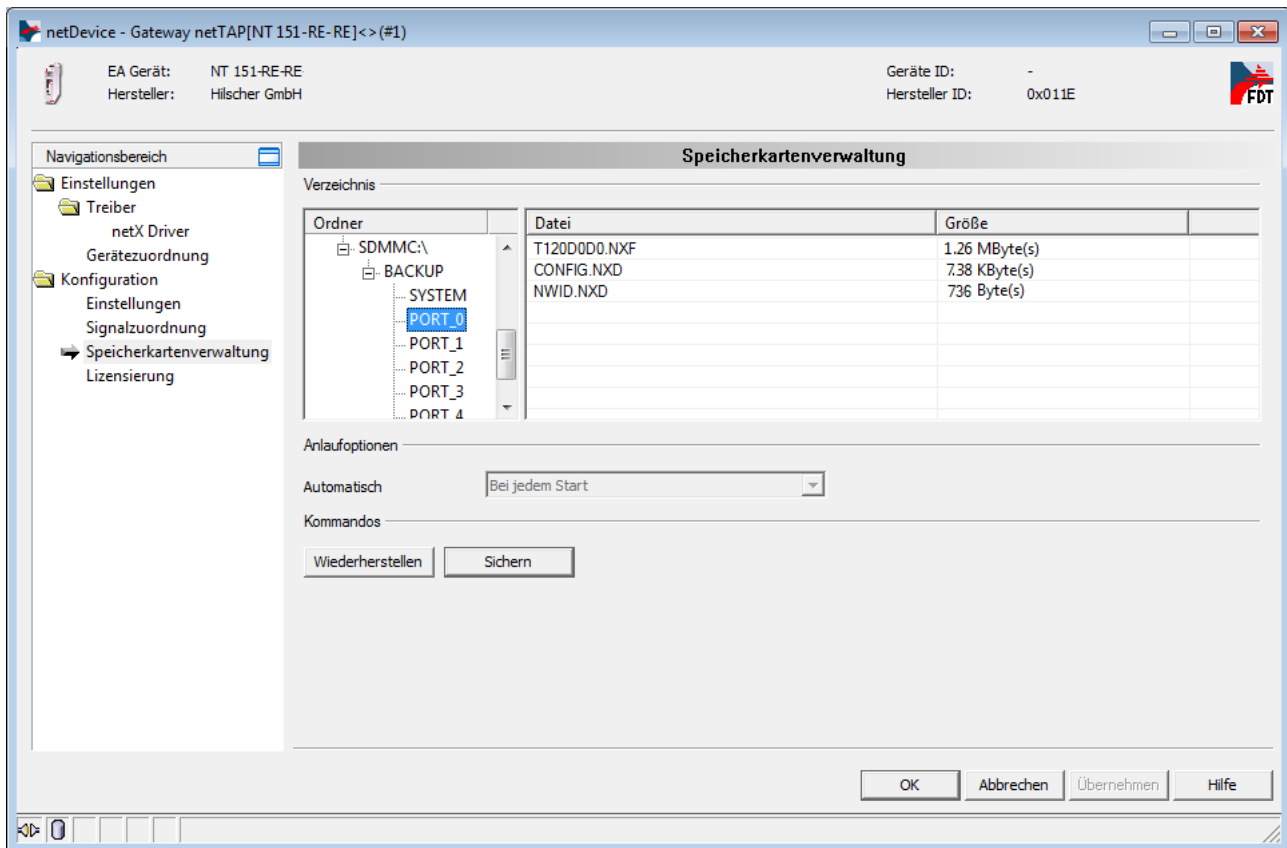 netDevice - Gateway netTAP[NT 151-RE-RE]<>(#1)
EA Gerät: NT 151-RE-RE Geräte ID: -
Hersteller: Hilscher GmbH Hersteller ID: 0x011E
FDT
Navigationsbereich
Einstellungen
Treiber
netX Driver
Gerätezuordnung
Konfiguration
Einstellungen
Signalzuordnung
Speicherkartenverwaltung
Lizensierung
Speicherkartenverwaltung
Verzeichnis
Ordner
SDMMC:\
BACKUP
SYSTEM
PORT_0
PORT_1
PORT_2
PORT_3
PORT_4
Datei Größe
T120D0D0.NXF 1.26 MByte(s)
CONFIG.NXD 7.38 KByte(s)
NWID.NXD 736 Byte(s)
Anlaufoptionen
Automatisch Bei jedem Start
Kommandos
Wiederherstellen Sichern
OK Abbrechen Übernehmen Hilfe